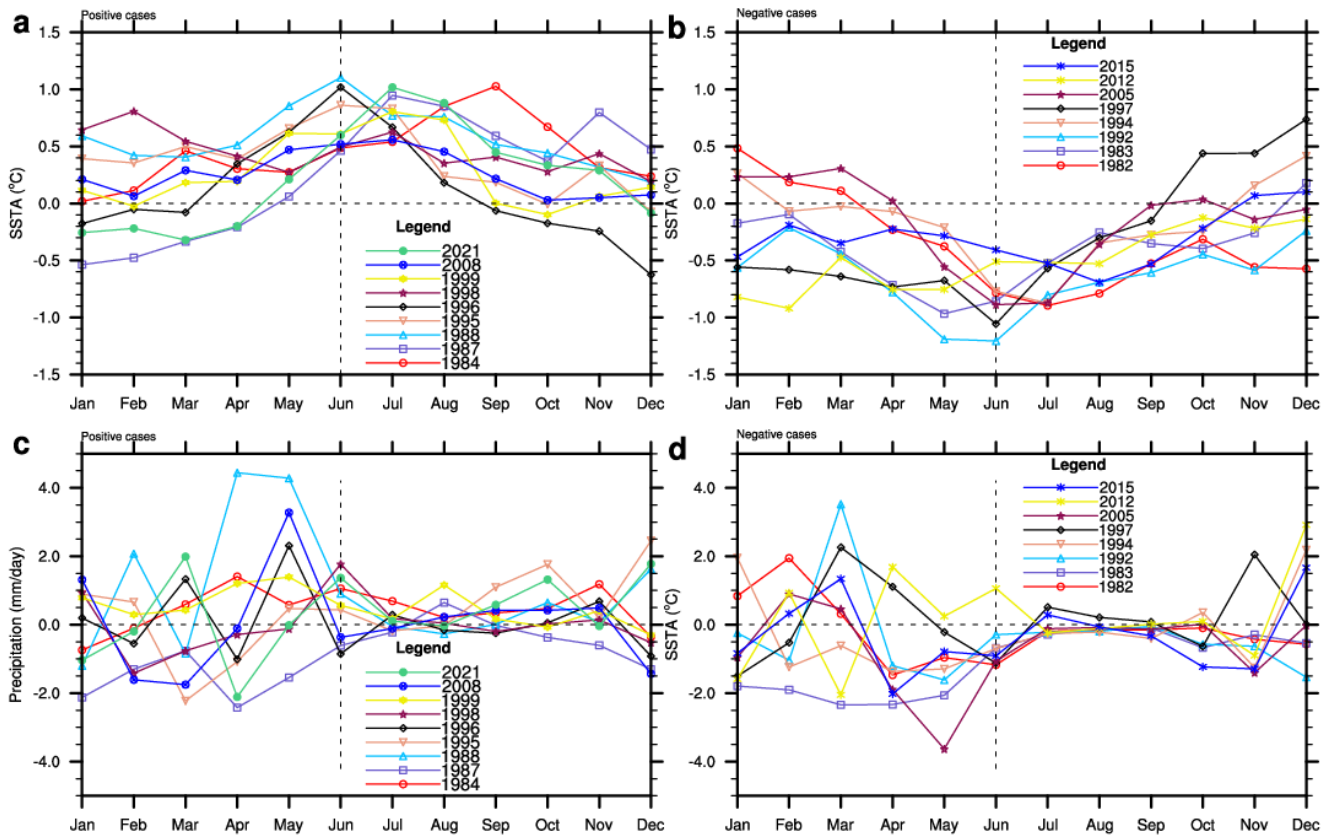 a
Positive cases
SSTA (°C)
1.5
1.0
0.5
0.0
-0.5
-1.0
-1.5
Legend
2021
2008
1999
1998
1996
1995
1988
1987
1984
Jan Feb Mar Apr May Jun Jul Aug Sep Oct Nov Dec
b
Negative cases
SSTA (°C)
1.5
1.0
0.5
0.0
-0.5
-1.0
-1.5
Legend
2015
2012
2005
1997
1994
1992
1983
1982
Jan Feb Mar Apr May Jun Jul Aug Sep Oct Nov Dec
c
Positive cases
Precipitation (mm/day)
4.0
2.0
0.0
-2.0
-4.0
Legend
2021
2008
1999
1998
1996
1995
1988
1987
1984
Jan Feb Mar Apr May Jun Jul Aug Sep Oct Nov Dec
d
Negative cases
SSTA (°C)
4.0
2.0
0.0
-2.0
-4.0
Legend
2015
2012
2005
1997
1994
1992
1983
1982
Jan Feb Mar Apr May Jun Jul Aug Sep Oct Nov Dec